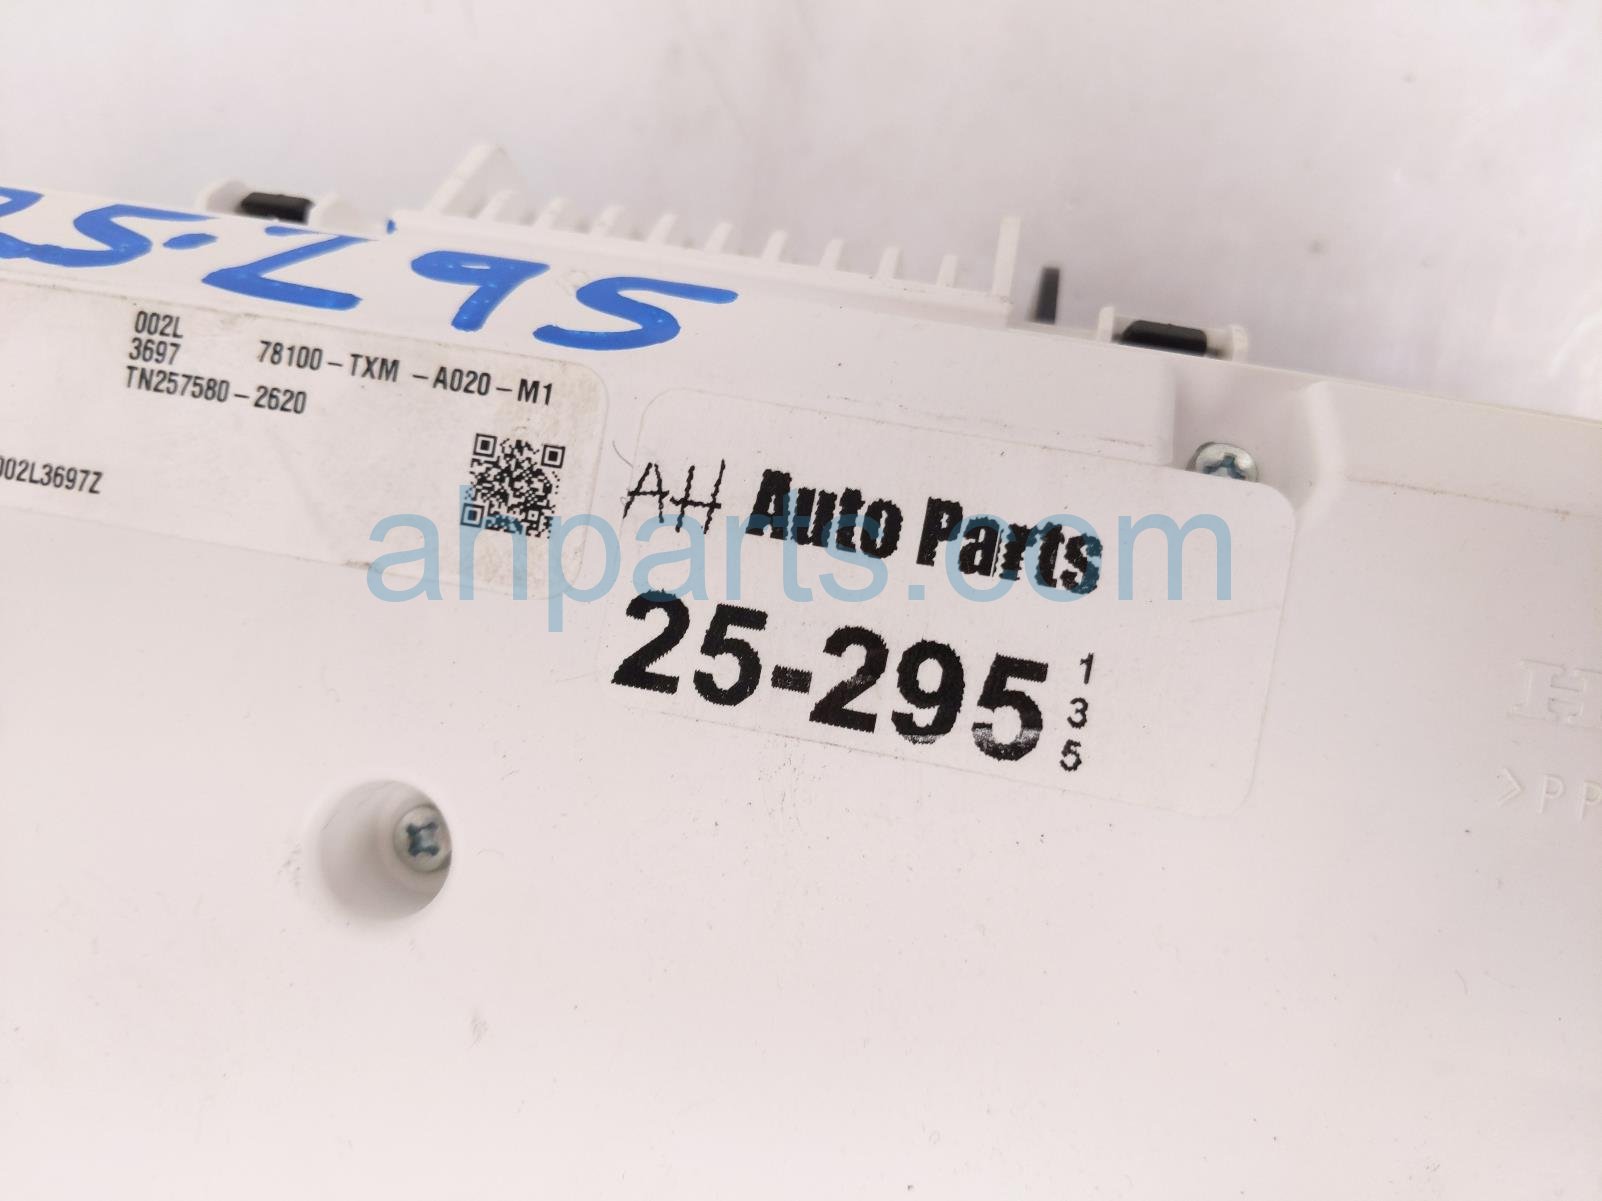 25-295
002L
3697 78100-TXM -A020-M1
TN257580-2620
002L3697Z
AH Auto Parts
ahparts.com
25-295 1
3
5
H
>PP